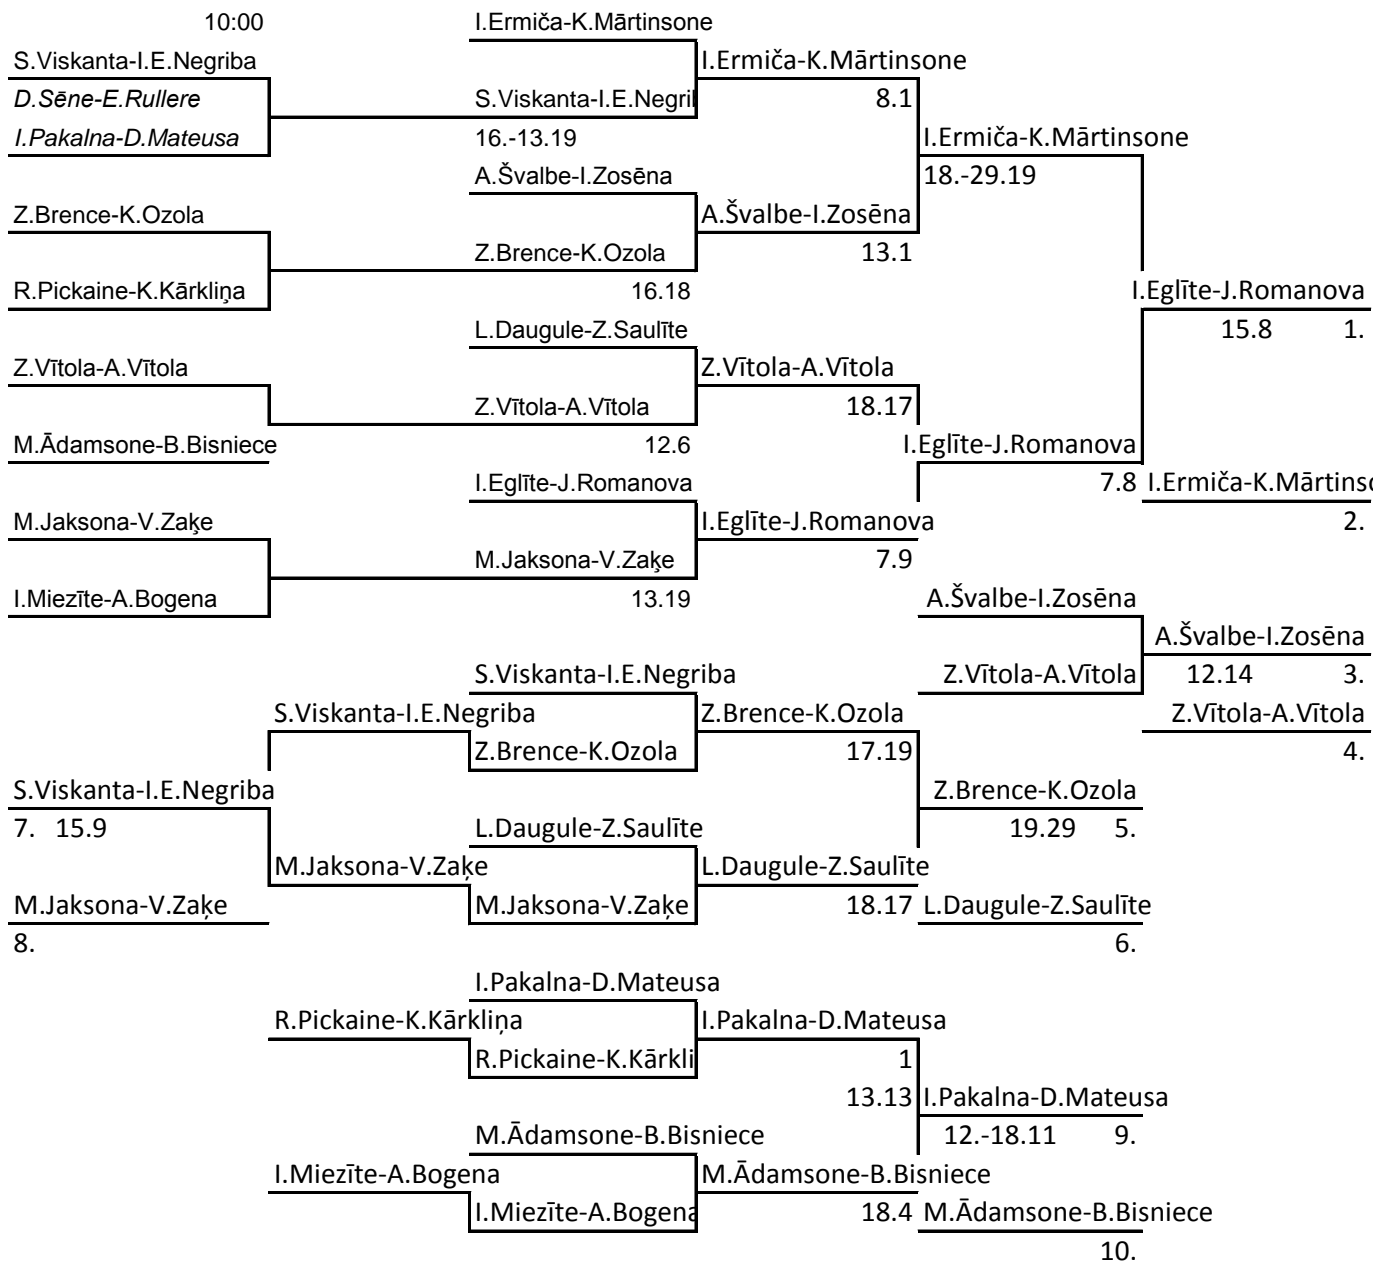 10:00 I.Ermiča-K.Mārtinsone
S.Viskanta-I.E.Negriba I.Ermiča-K.Mārtinsone
D.Sēne-E.Rullere S.Viskanta-I.E.Negri 8.1
I.Pakalna-D.Mateusa 16.-13.19 I.Ermiča-K.Mārtinsone
A.Švalbe-I.Zosēna 18.-29.19
Z.Brence-K.Ozola A.Švalbe-I.Zosēna
Z.Brence-K.Ozola 13.1
R.Pickaine-K.Kārkliņa 16.18 I.Eglīte-J.Romanova
L.Daugule-Z.Saulīte 15.8 1.
Z.Vītola-A.Vītola Z.Vītola-A.Vītola
Z.Vītola-A.Vītola 18.17
M.Ādamsone-B.Bisniece 12.6 I.Eglīte-J.Romanova
I.Eglīte-J.Romanova 7.8 I.Ermiča-K.Mārtins
M.Jaksona-V.Zaķe I.Eglīte-J.Romanova 2.
M.Jaksona-V.Zaķe 7.9
I.Miezīte-A.Bogena 13.19 A.Švalbe-I.Zosēna
A.Švalbe-I.Zosēna
S.Viskanta-I.E.Negriba Z.Vītola-A.Vītola 12.14 3.
S.Viskanta-I.E.Negriba Z.Brence-K.Ozola Z.Vītola-A.Vītola
Z.Brence-K.Ozola 17.19 4.
S.Viskanta-I.E.Negriba Z.Brence-K.Ozola
7. 15.9 L.Daugule-Z.Saulīte 19.29 5.
M.Jaksona-V.Zaķe L.Daugule-Z.Saulīte
M.Jaksona-V.Zaķe M.Jaksona-V.Zaķe 18.17 L.Daugule-Z.Saulīte
8. 6.
I.Pakalna-D.Mateusa
R.Pickaine-K.Kārkliņa I.Pakalna-D.Mateusa
R.Pickaine-K.Kārkli 1
13.13 I.Pakalna-D.Mateusa
M.Ādamsone-B.Bisniece 12.-18.11 9.
I.Miezīte-A.Bogena M.Ādamsone-B.Bisniece
I.Miezīte-A.Bogena 18.4 M.Ādamsone-B.Bisniece
10.